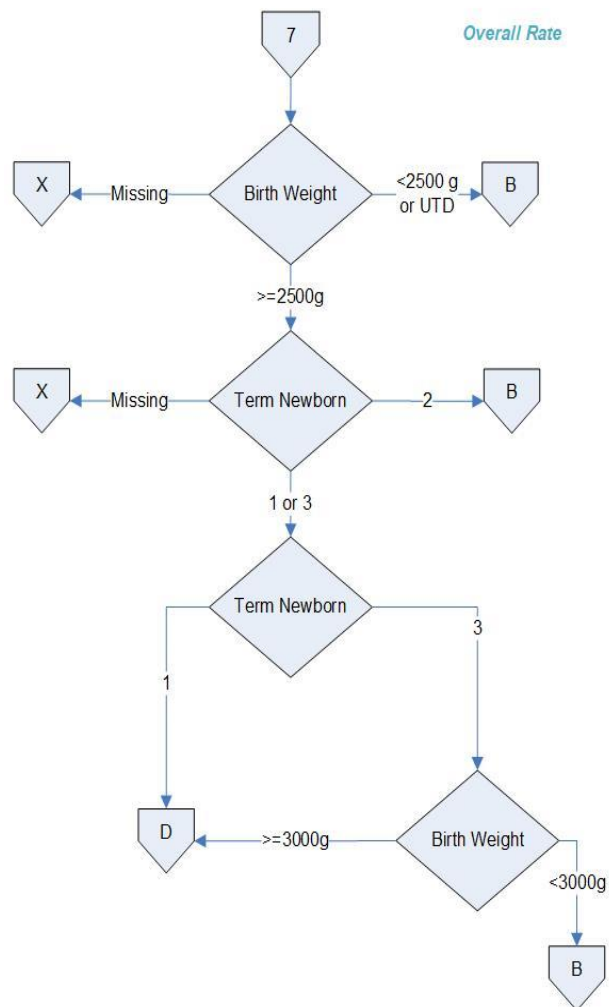 7
Overall Rate
X
Missing
Birth Weight
<2500 g
or UTD
B
>=2500g
X
Missing
Term Newborn
2
B
1 or 3
Term Newborn
3
1
D
>=3000g
Birth Weight
<3000g
B